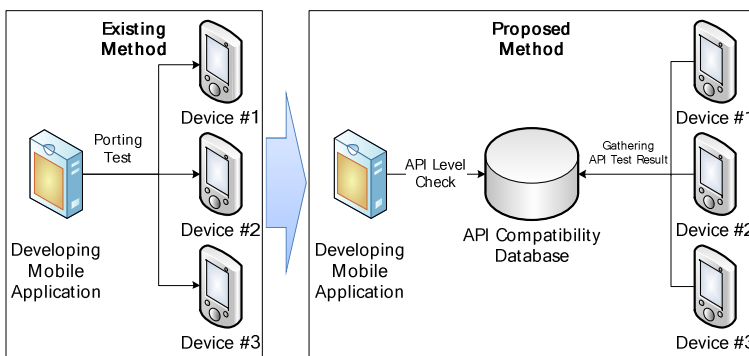 Existing
Method
Porting
Test
Developing
Mobile
Application
Device #1
Device #2
Device #3
Proposed
Method
API Level
Check
Developing
Mobile
Application
API Compatibility
Database
Gathering
API Test Result
Device #1
Device #2
Device #3